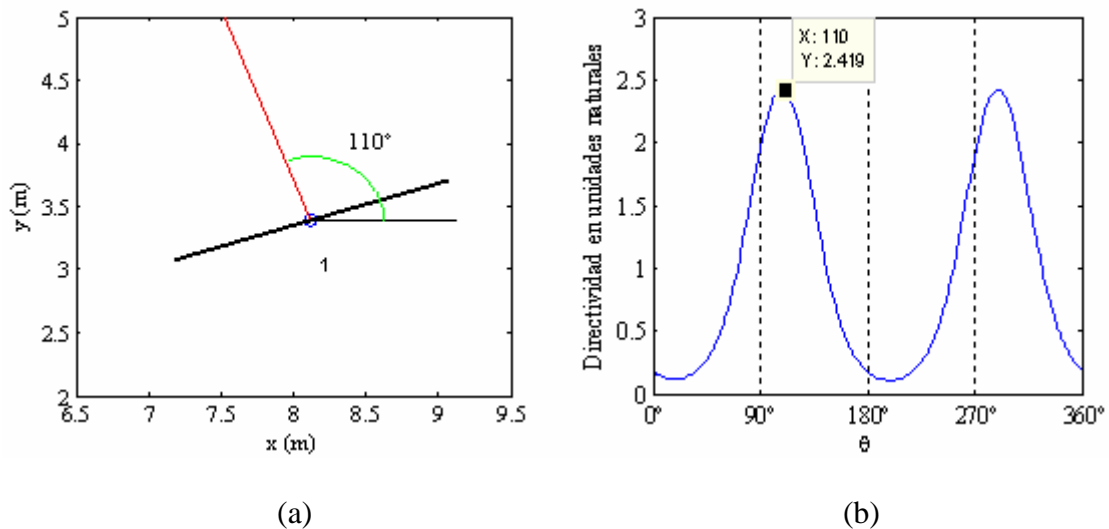 5
4.5
4
3.5
3
2.5
2
y (m)
110°
1
6.5 7 7.5 8 8.5 9 9.5
x (m)
(a)
3
2.5
2
1.5
1
0.5
0
Directividad en unidades naturales
X: 110
Y: 2.419
0° 90° 180° 270° 360°
θ
(b)